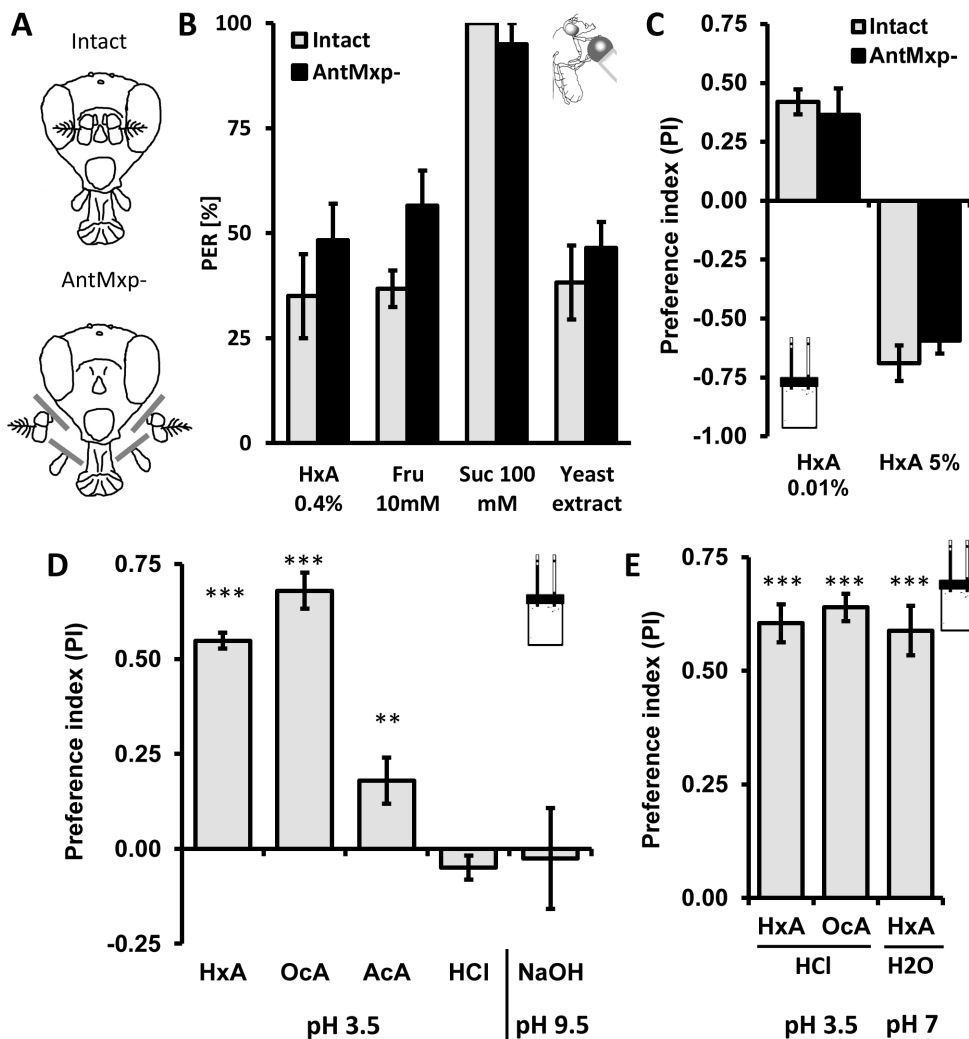 A
Intact
AntMxp-
B
100
75
50
25
0
PER [%]
Intact
AntMxp-
HxA
0.4%
Fru
10mM
Suc 100
mM
Yeast
extract
C
0.75
0.50
0.25
0.00
-0.25
-0.50
-0.75
-1.00
Preference index (PI)
Intact
AntMxp-
HxA
0.01%
HxA 5%
D
0.75
0.50
0.25
0.00
-0.25
Preference index (PI)
***
***
**
HxA
OcA
AcA
HCl
NaOH
pH 3.5
pH 9.5
E
0.75
0.50
0.25
0.00
Preference index (PI)
***
***
***
HxA
OcA
HxA
HCl
H2O
pH 3.5
pH 7